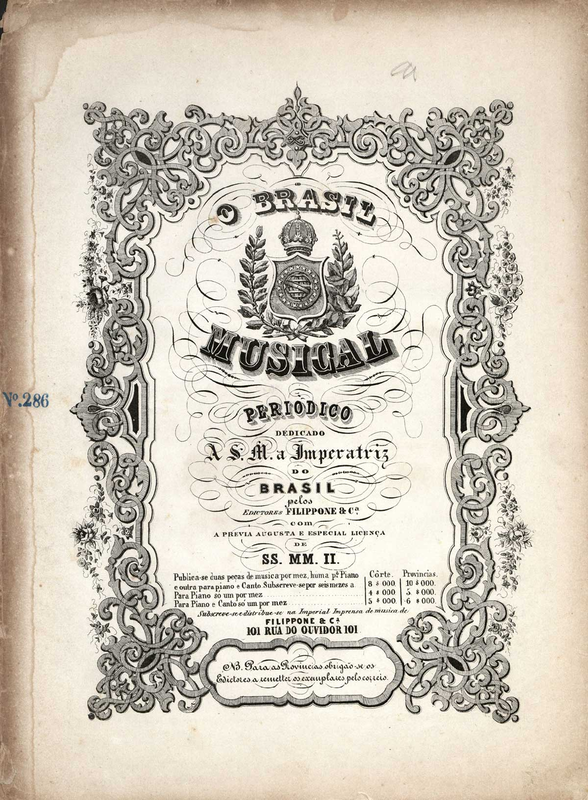 O BRASIL
MUSICAL
Nº.286
PERIODICO
DEDICADO
A S. M. a Imperatriz
DO
BRASIL
pelos
EDICTORES FILIPPONE & Cª
com
A PREVIA AUGUSTA E ESPECIAL LICENÇA
DE
SS. MM. II.
Publica-se duas peças de musica por mez, huma pª Piano Côrte. Provincias.
e outra para piano e Canto Subscreve-se por seis mezes a 8 $ 000 10 $ 000.
Para Piano só um por mez 4 $ 000 5 $ 000.
Para Piano e Canto só um por mez 5 $ 000 6 $ 000.
Subscreve-se e distribue-se na Imperial Imprensa de musica de
FILIPPONE & Cª
101 RUA DO OUVIDOR 101
NB. Para as Provincias obrigão-se os
Edictores a remetter os exemplares pelo correio.